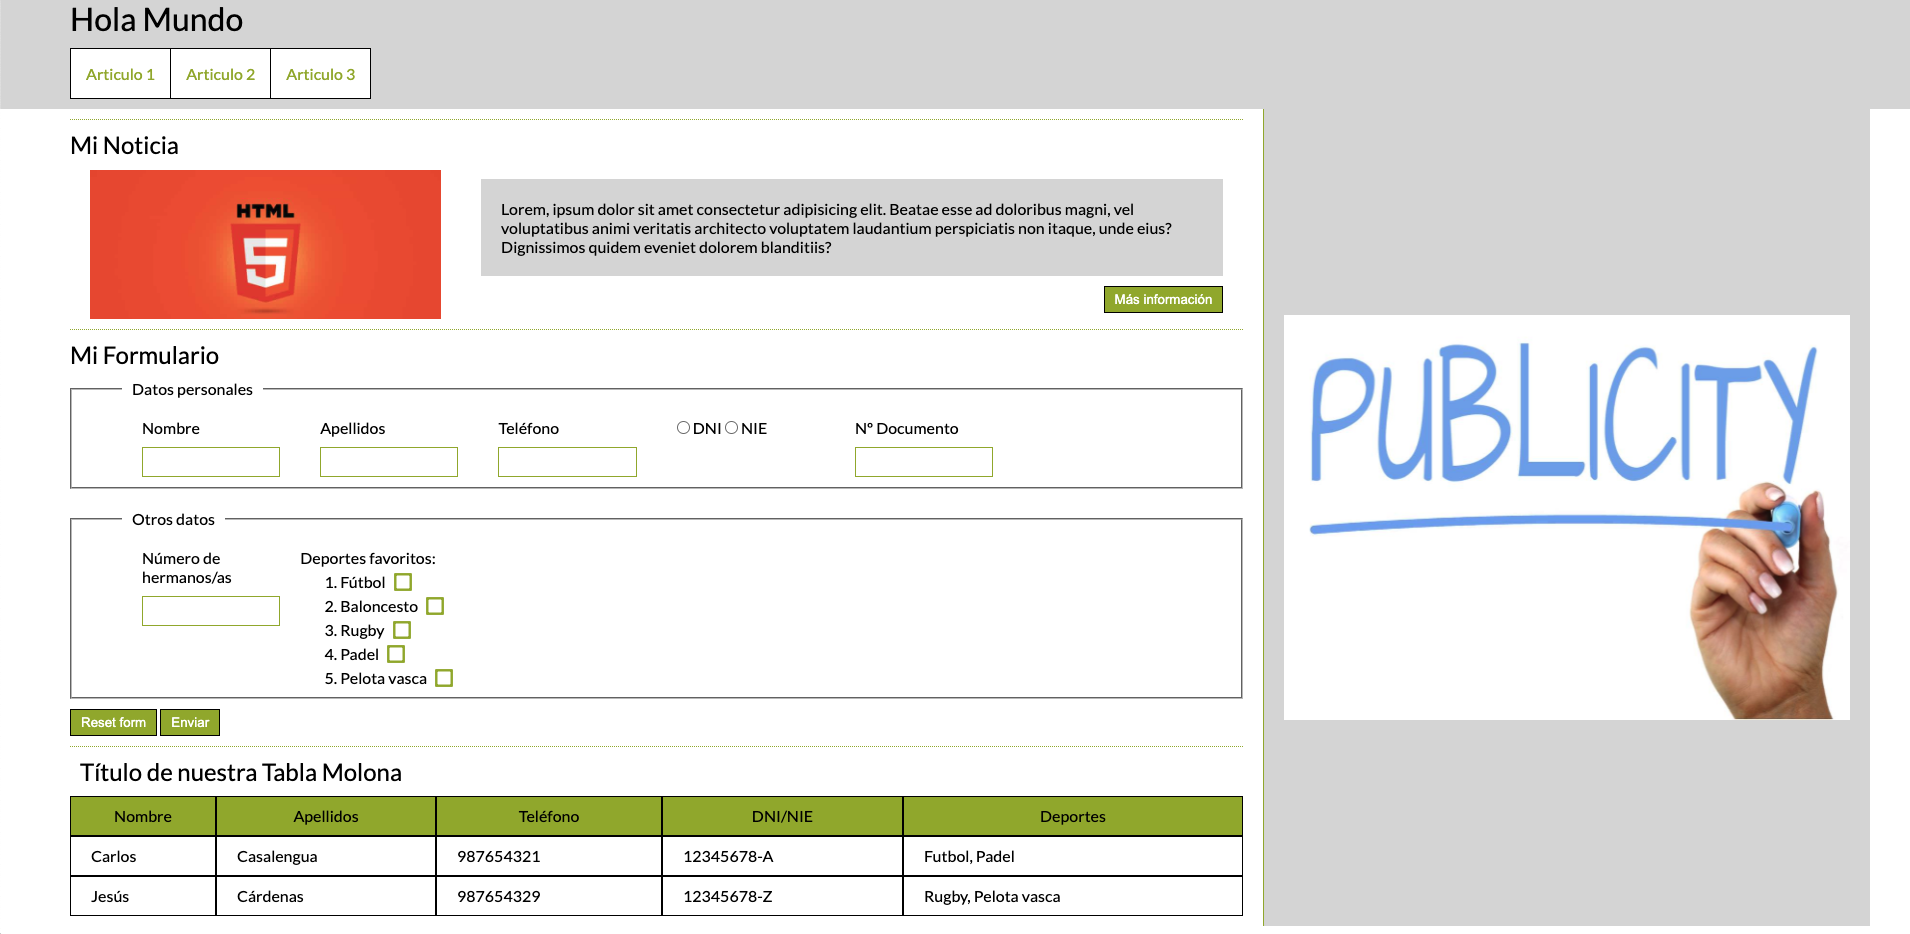 Hola Mundo
Articulo 1 Articulo 2 Articulo 3
Mi Noticia
HTML
5
Lorem, ipsum dolor sit amet consectetur adipisicing elit. Beatae esse ad doloribus magni, vel
voluptatibus animi veritatis architecto voluptatem laudantium perspiciatis non itaque, unde eius?
Dignissimos quidem eveniet dolorem blanditiis?
Más información
Mi Formulario
Datos personales
Nombre Apellidos Teléfono DNI NIE Nº Documento
Otros datos
Número de
hermanos/as
Deportes favoritos:
1. Fútbol
2. Baloncesto
3. Rugby
4. Padel
5. Pelota vasca
Reset form Enviar
Título de nuestra Tabla Molona
Nombre Apellidos Teléfono DNI/NIE Deportes
Carlos Casalengua 987654321 12345678-A Futbol, Padel
Jesús Cárdenas 987654329 12345678-Z Rugby, Pelota vasca
PUBLICITY